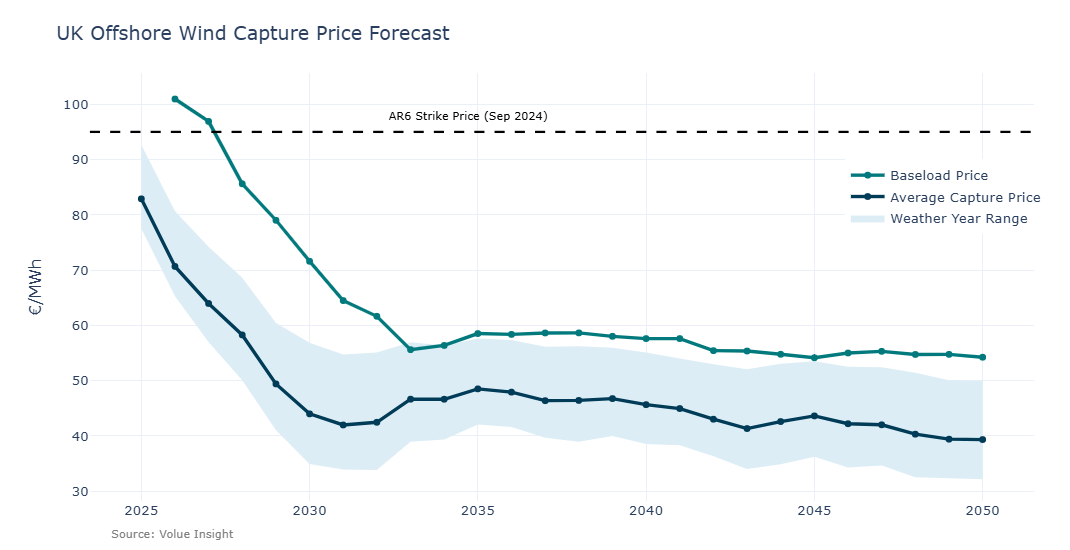 UK Offshore Wind Capture Price Forecast
AR6 Strike Price (Sep 2024)
100
90
80
70
60
50
40
30
€/MWh
Baseload Price
Average Capture Price
Weather Year Range
2025 2030 2035 2040 2045 2050
Source: Volue Insight